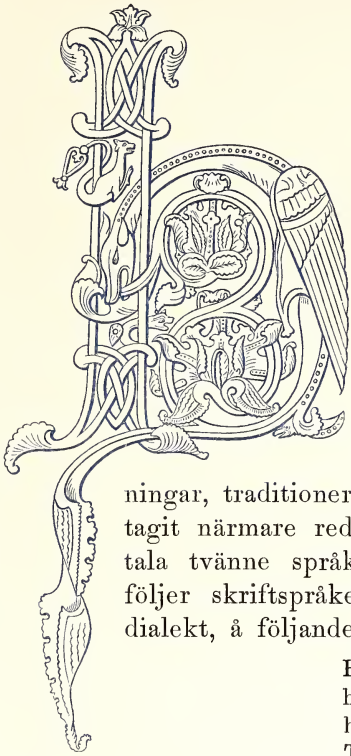 ningar, traditioner
tagit närmare red
tala tvänne språk
följer skriftspråke
dialekt, å följande